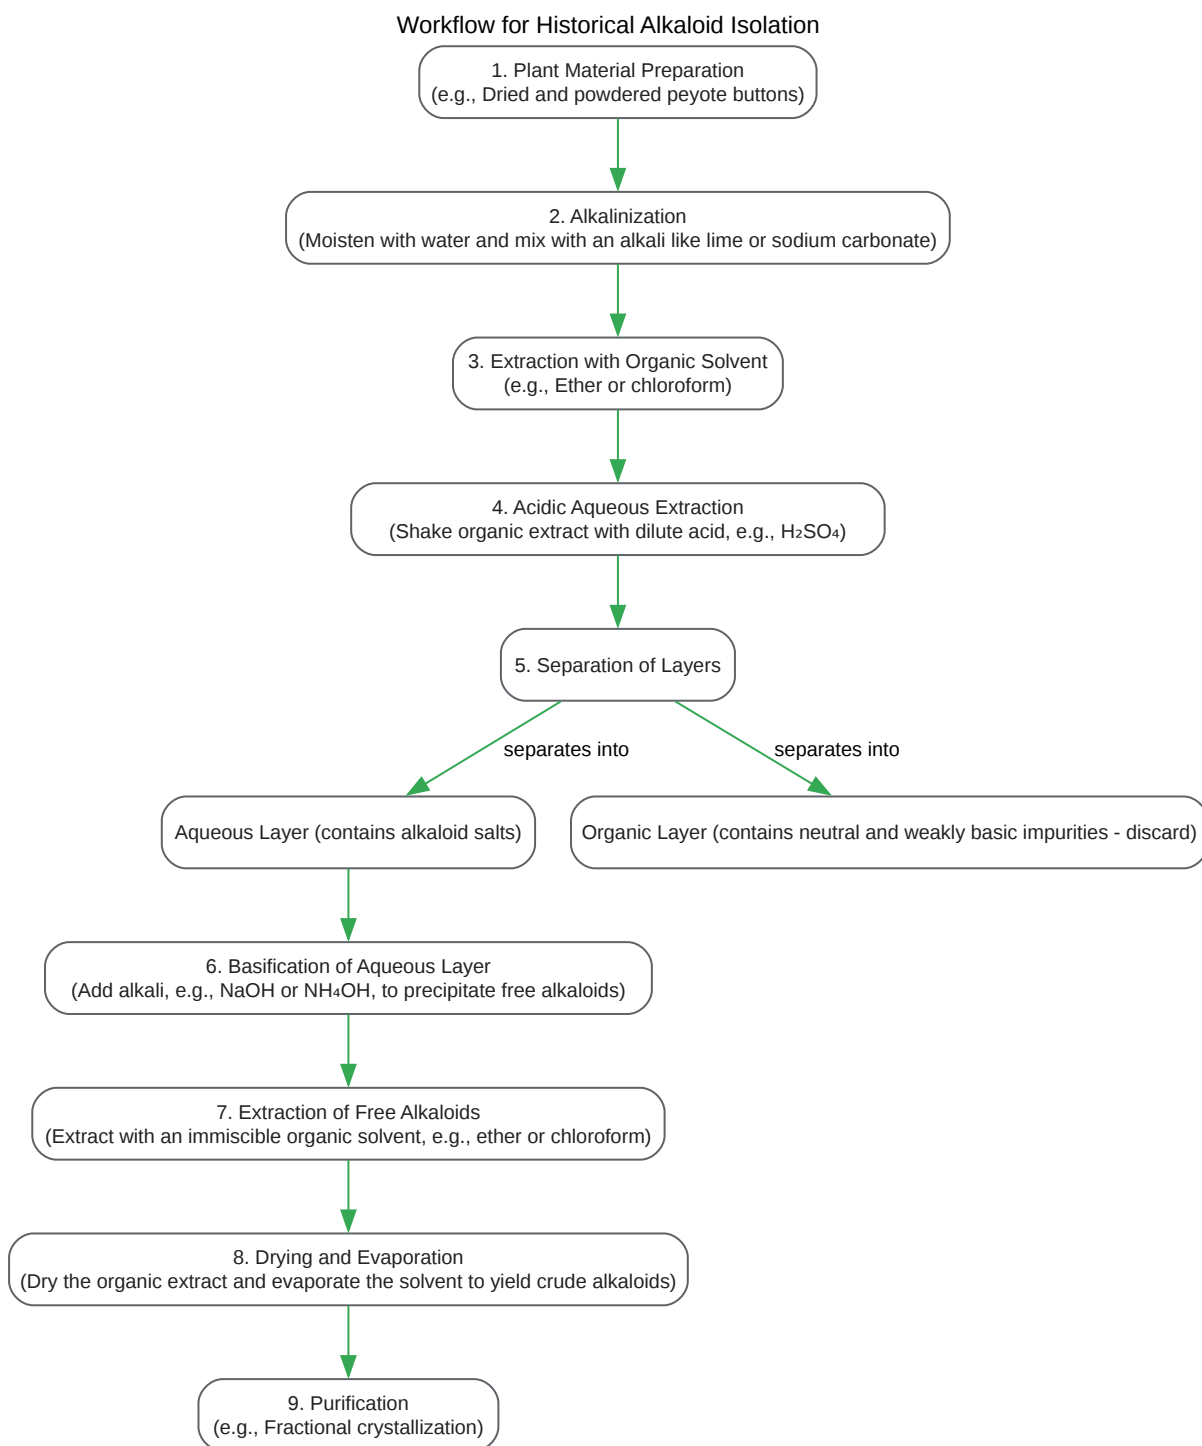 Workflow for Historical Alkaloid Isolation
1. Plant Material Preparation
(e.g., Dried and powdered peyote buttons)
2. Alkalinization
(Moisten with water and mix with an alkali like lime or sodium carbonate)
3. Extraction with Organic Solvent
(e.g., Ether or chloroform)
4. Acidic Aqueous Extraction
(Shake organic extract with dilute acid, e.g., H₂SO₄)
5. Separation of Layers
separates into
separates into
Aqueous Layer (contains alkaloid salts)
Organic Layer (contains neutral and weakly basic impurities - discard)
6. Basification of Aqueous Layer
(Add alkali, e.g., NaOH or NH₄OH, to precipitate free alkaloids)
7. Extraction of Free Alkaloids
(Extract with an immiscible organic solvent, e.g., ether or chloroform)
8. Drying and Evaporation
(Dry the organic extract and evaporate the solvent to yield crude alkaloids)
9. Purification
(e.g., Fractional crystallization)